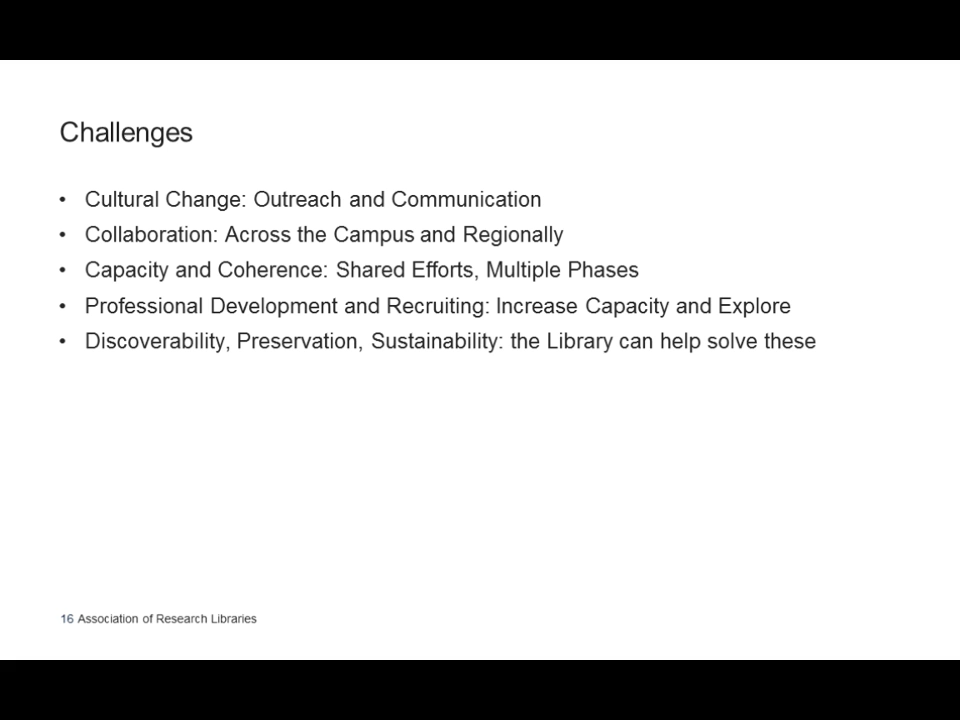 Challenges
• Cultural Change: Outreach and Communication
• Collaboration: Across the Campus and Regionally
• Capacity and Coherence: Shared Efforts, Multiple Phases
• Professional Development and Recruiting: Increase Capacity and Explore
• Discoverability, Preservation, Sustainability: the Library can help solve these
16 Association of Research Libraries